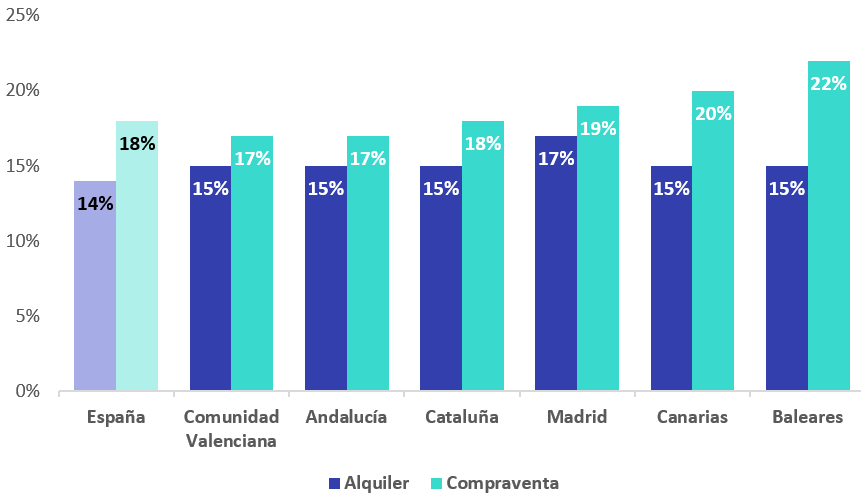 25%
20%
15%
10%
5%
0%
14%
18%
15%
17%
15%
17%
15%
18%
17%
19%
15%
20%
15%
22%
España
Comunidad
Valenciana
Andalucía
Cataluña
Madrid
Canarias
Baleares
Alquiler
Compraventa